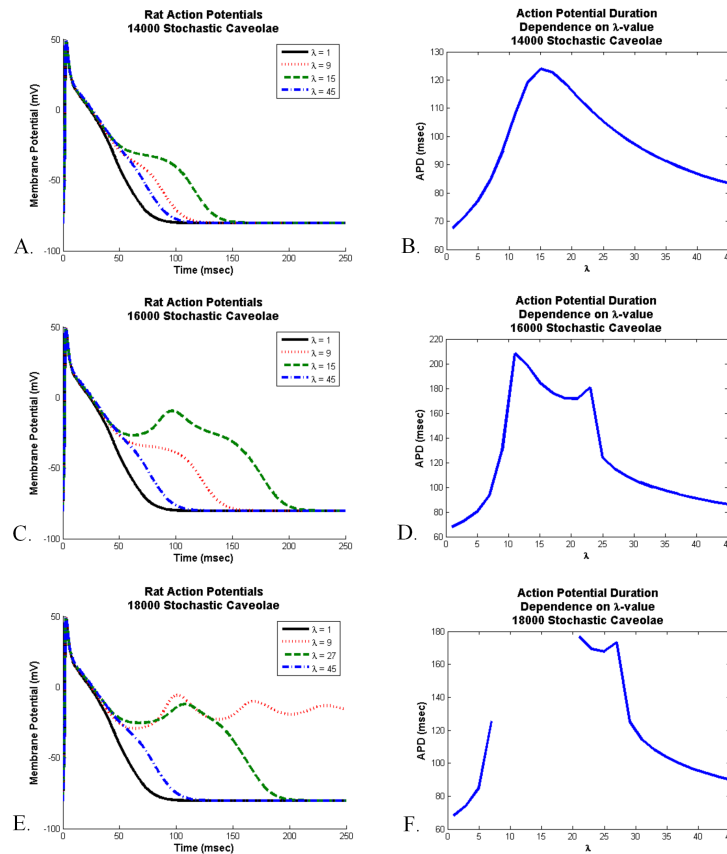 Rat Action Potentials
14000 Stochastic Caveolae
50
0
-50
-100
Membrane Potential (mV)
0
50
100
150
200
250
Time (msec)
λ = 1
λ = 9
λ = 15
λ = 45
A.
Action Potential Duration
Dependence on λ-value
14000 Stochastic Caveolae
130
120
110
100
90
80
70
60
APD (msec)
0
5
10
15
20
25
30
35
40
45
λ
B.
Rat Action Potentials
16000 Stochastic Caveolae
50
0
-50
-100
Membrane Potential (mV)
0
50
100
150
200
250
Time (msec)
λ = 1
λ = 9
λ = 15
λ = 45
C.
Action Potential Duration
Dependence on λ-value
16000 Stochastic Caveolae
220
200
180
160
140
120
100
80
60
APD (msec)
0
5
10
15
20
25
30
35
40
45
λ
D.
Rat Action Potentials
18000 Stochastic Caveolae
50
0
-50
-100
Membrane Potential (mV)
0
50
100
150
200
250
Time (msec)
λ = 1
λ = 9
λ = 27
λ = 45
E.
Action Potential Duration
Dependence on λ-value
18000 Stochastic Caveolae
180
160
140
120
100
80
60
APD (msec)
0
5
10
15
20
25
30
35
40
45
λ
F.